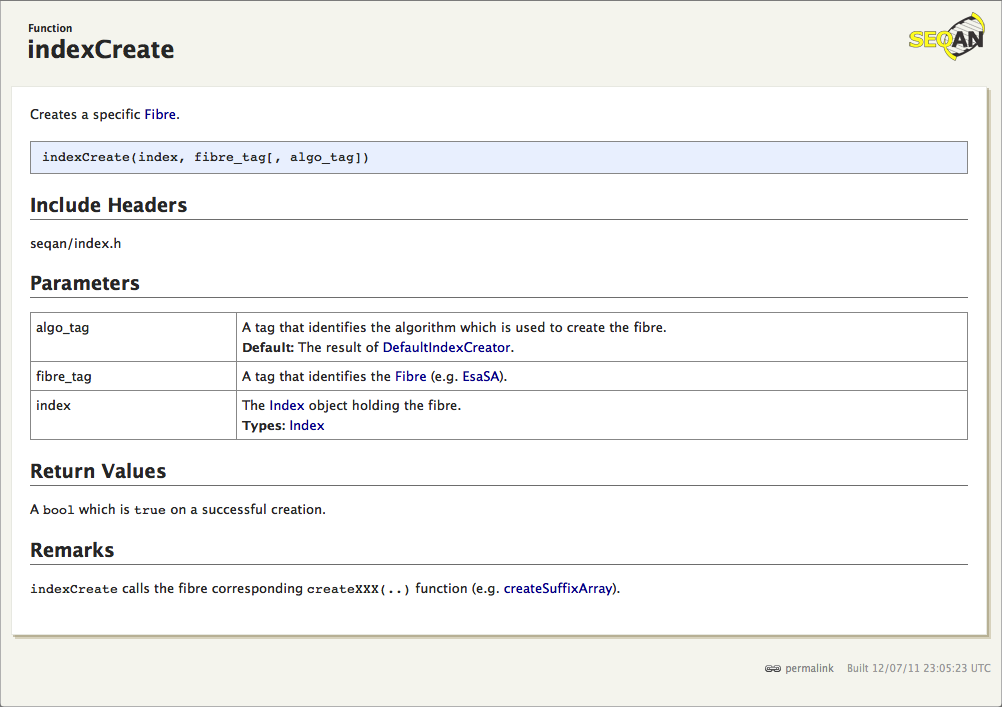 Function
indexCreate
SEQAN
Creates a specific Fibre.
indexCreate(index, fibre_tag[, algo_tag])
Include Headers
seqan/index.h
Parameters
algo_tag
A tag that identifies the algorithm which is used to create the fibre.
Default: The result of DefaultIndexCreator.
fibre_tag
A tag that identifies the Fibre (e.g. EsaSA).
index
The Index object holding the fibre.
Types: Index
Return Values
A bool which is true on a successful creation.
Remarks
indexCreate calls the fibre corresponding createXXX(..) function (e.g. createSuffixArray).
permalink Built 12/07/11 23:05:23 UTC